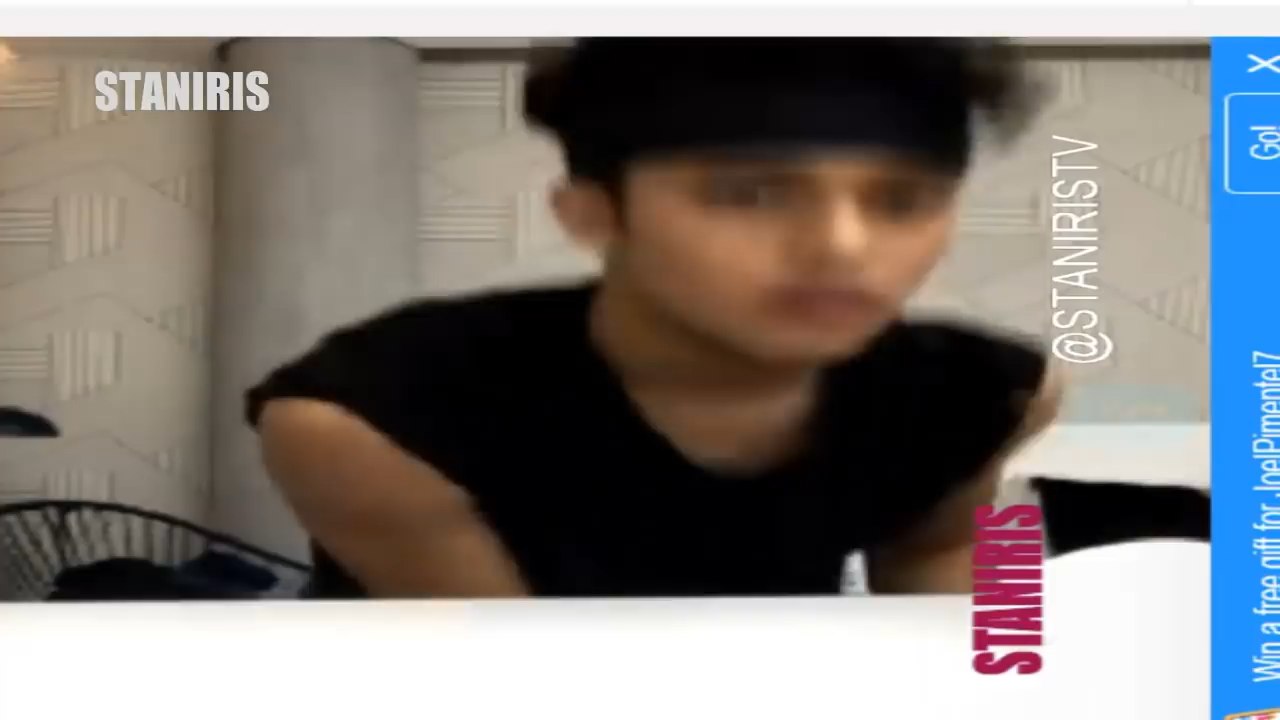 STANIRIS
@STANIRISTV
STANIRIS
X
Go!
Win a free gift for JoelPimentel7